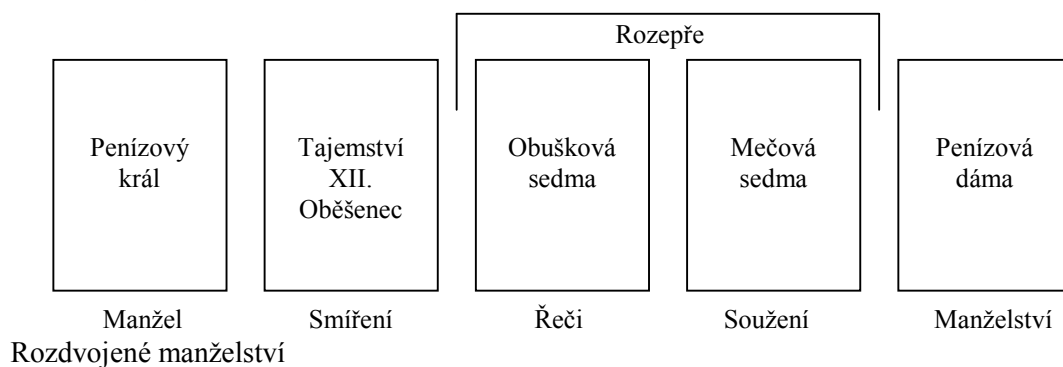 Rozepře
Penízový
král
Tajemství
XII.
Oběšenec
Obušková
sedma
Mečová
sedma
Penízová
dáma
Manžel
Smíření
Řeči
Soužení
Manželství
Rozdvojené manželství